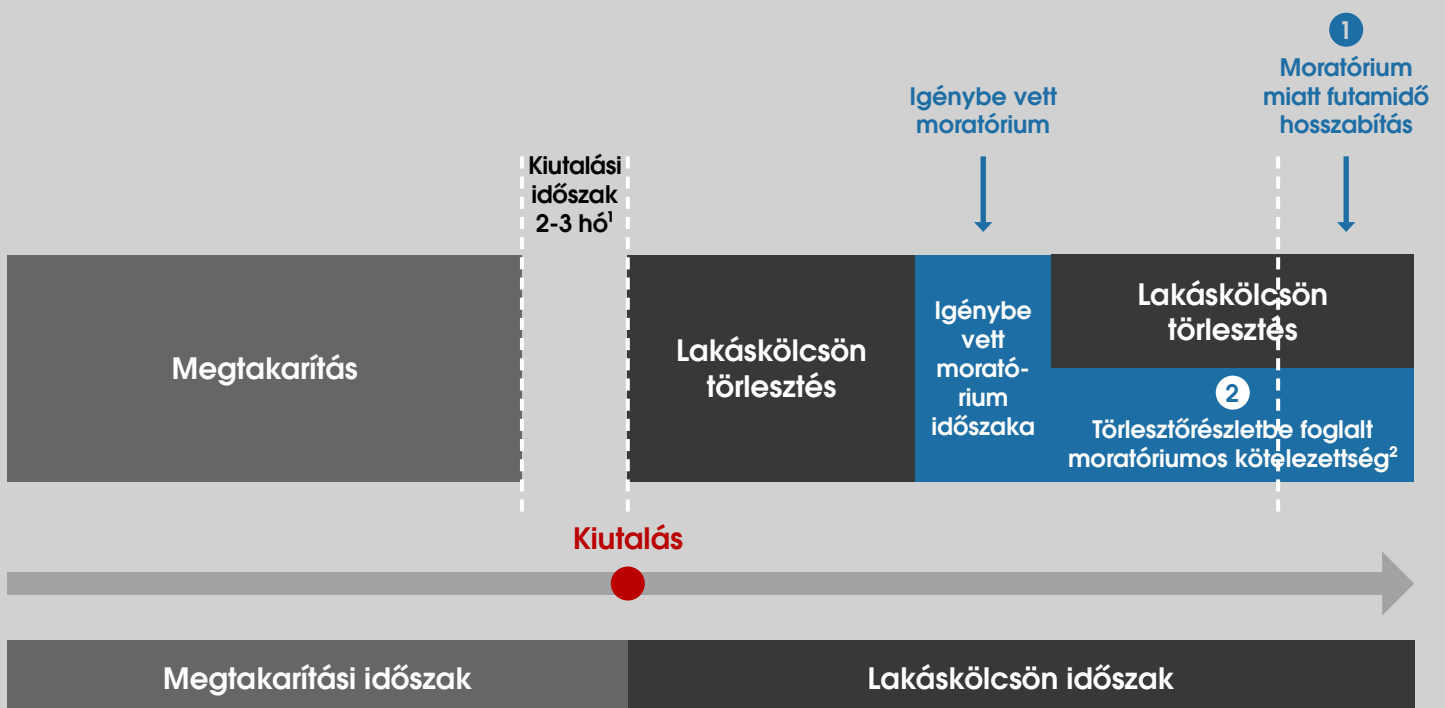 1
Moratórium
miatt futamidő
hosszabítás
Igénybe vett
moratórium
Kiutalási
időszak
2-3 hó¹
Megtakarítás
Lakáskölcsön
törlesztés
Igénybe
vett
morató-
rium
időszaka
Lakáskölcsön
törlesztés
2
Törlesztőrészletbe foglalt
moratóriumos kötelezettség²
Kiutalás
Megtakarítási időszak
Lakáskölcsön időszak